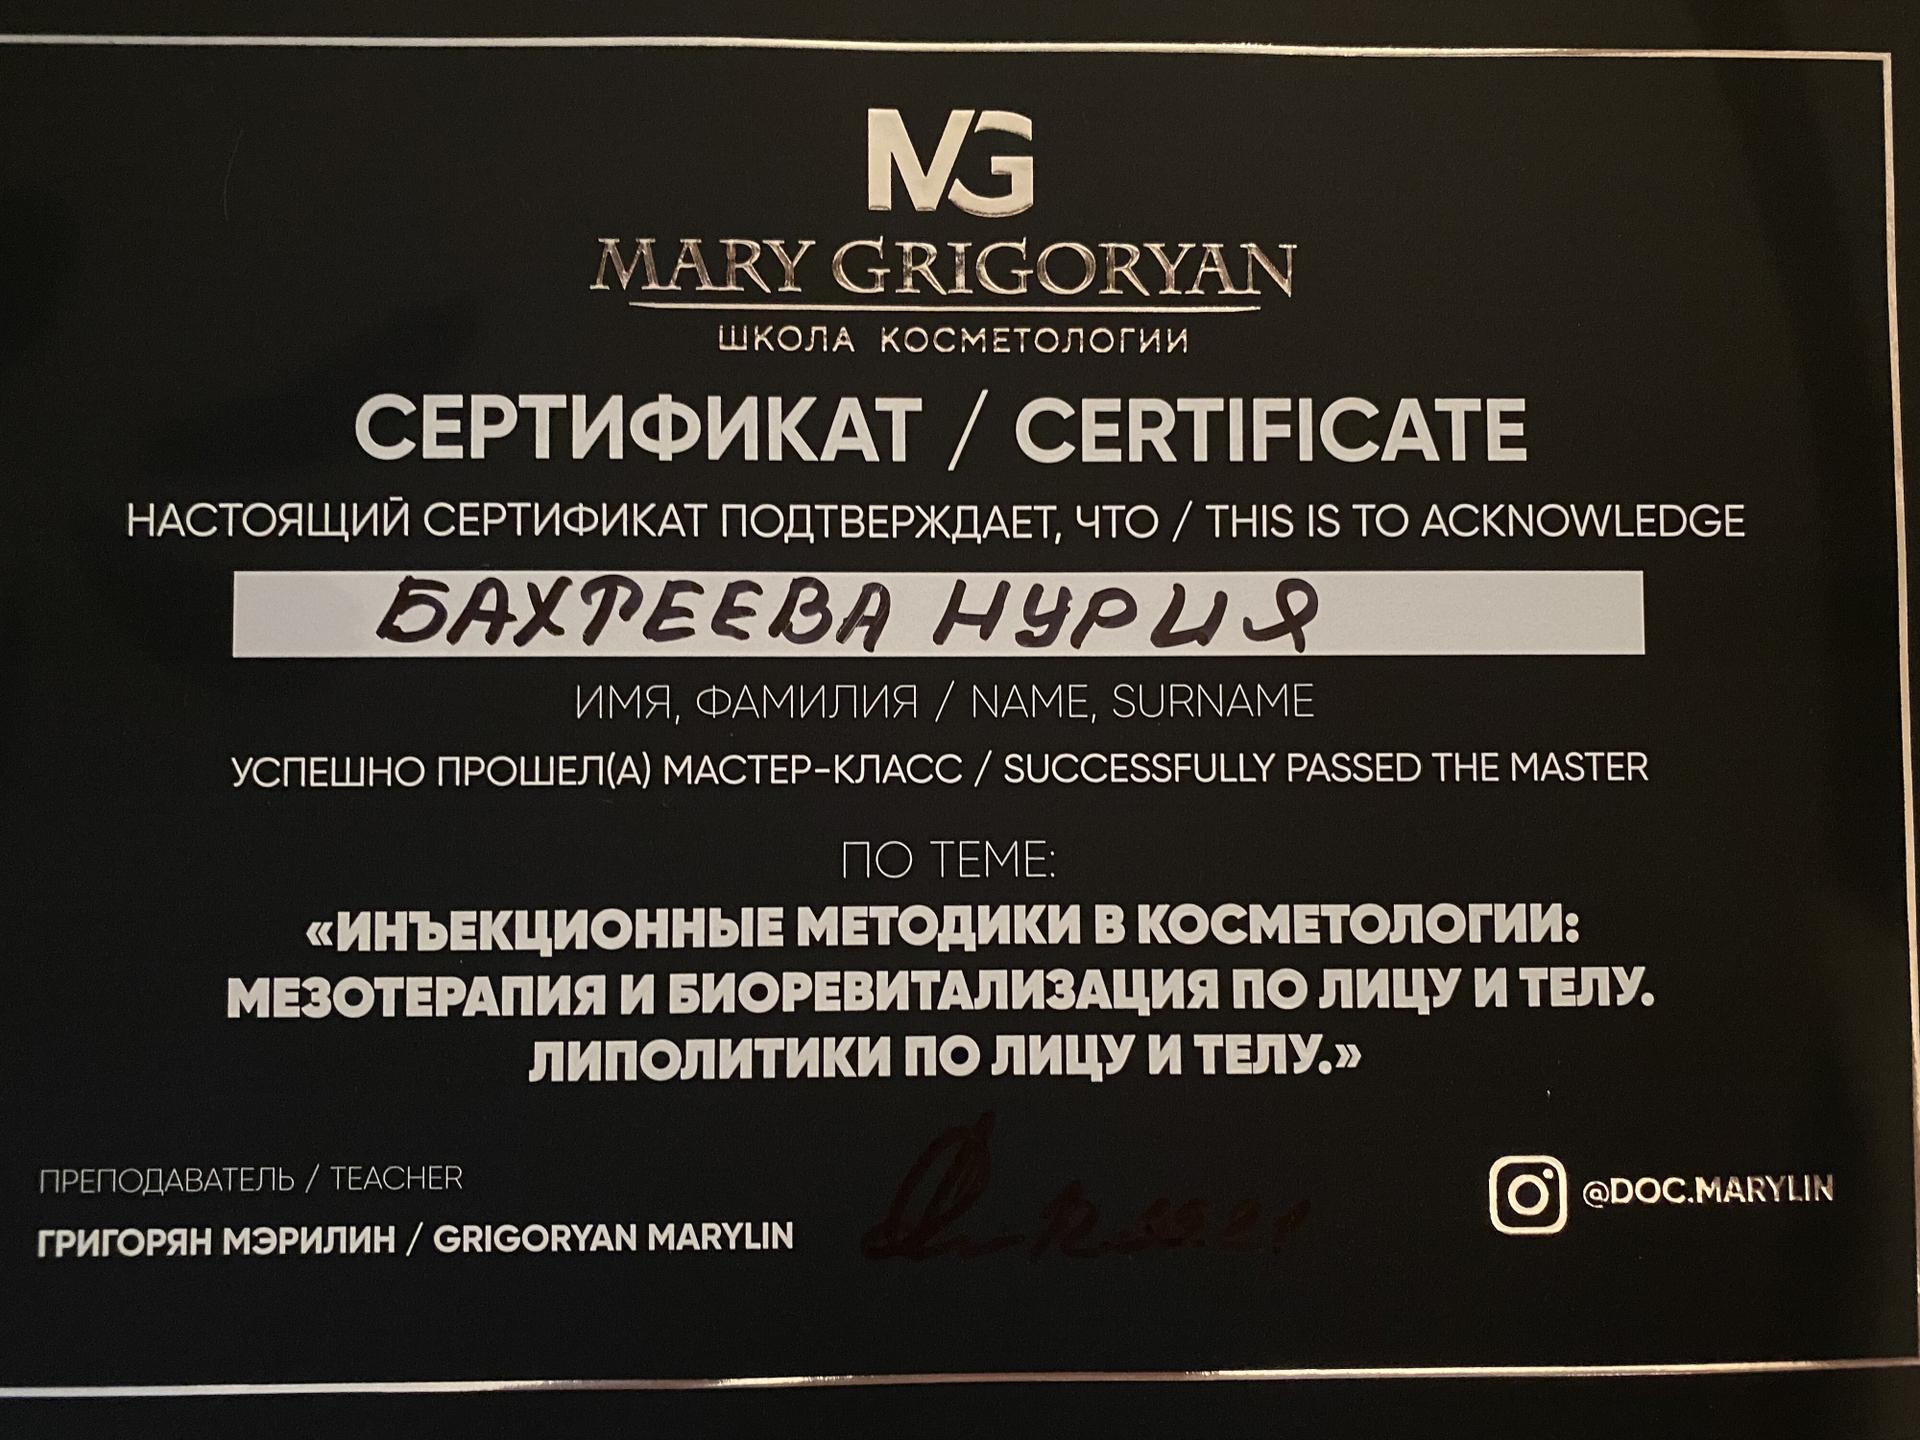 MG
MARY GRIGORYAN
ШКОЛА КОСМЕТОЛОГИИ
СЕРТИФИКАТ / CERTIFICATE
НАСТОЯЩИЙ СЕРТИФИКАТ ПОДТВЕРЖДАЕТ, ЧТО / THIS IS TO ACKNOWLEDGE
БАХТЕЕВА НУРИЯ
ИМЯ, ФАМИЛИЯ / NAME, SURNAME
УСПЕШНО ПРОШЕЛ(А) МАСТЕР-КЛАСС / SUCCESSFULLY PASSED THE MASTER
ПО ТЕМЕ:
«ИНЪЕКЦИОННЫЕ МЕТОДИКИ В КОСМЕТОЛОГИИ:
МЕЗОТЕРАПИЯ И БИОРЕВИТАЛИЗАЦИЯ ПО ЛИЦУ И ТЕЛУ.
ЛИПОЛИТИКИ ПО ЛИЦУ И ТЕЛУ.»
ПРЕПОДАВАТЕЛЬ / TEACHER
ГРИГОРЯН МЭРИЛИН / GRIGORYAN MARYLIN
@DOC.MARYLIN